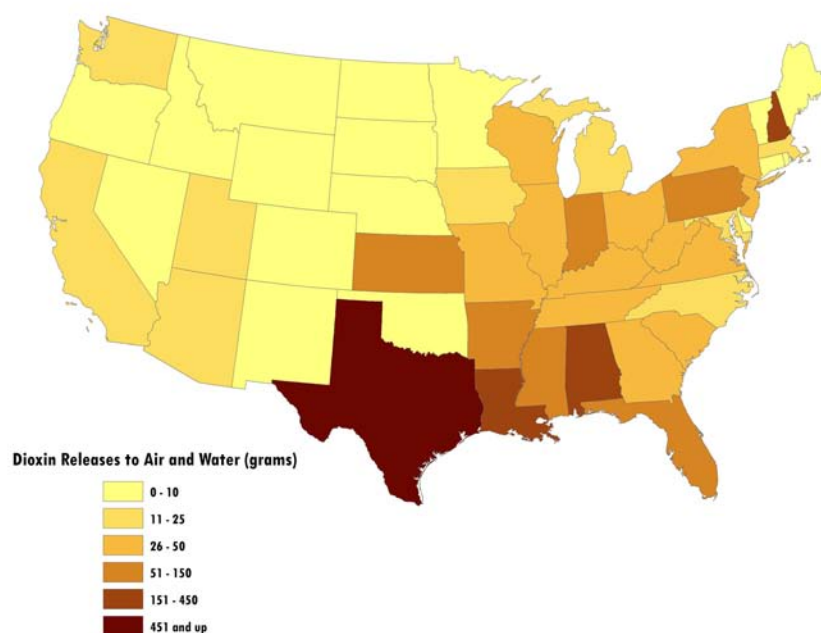 Dioxin Releases to Air and Water (grams)
0 - 10
11 - 25
26 - 50
51 - 150
151 - 450
451 and up